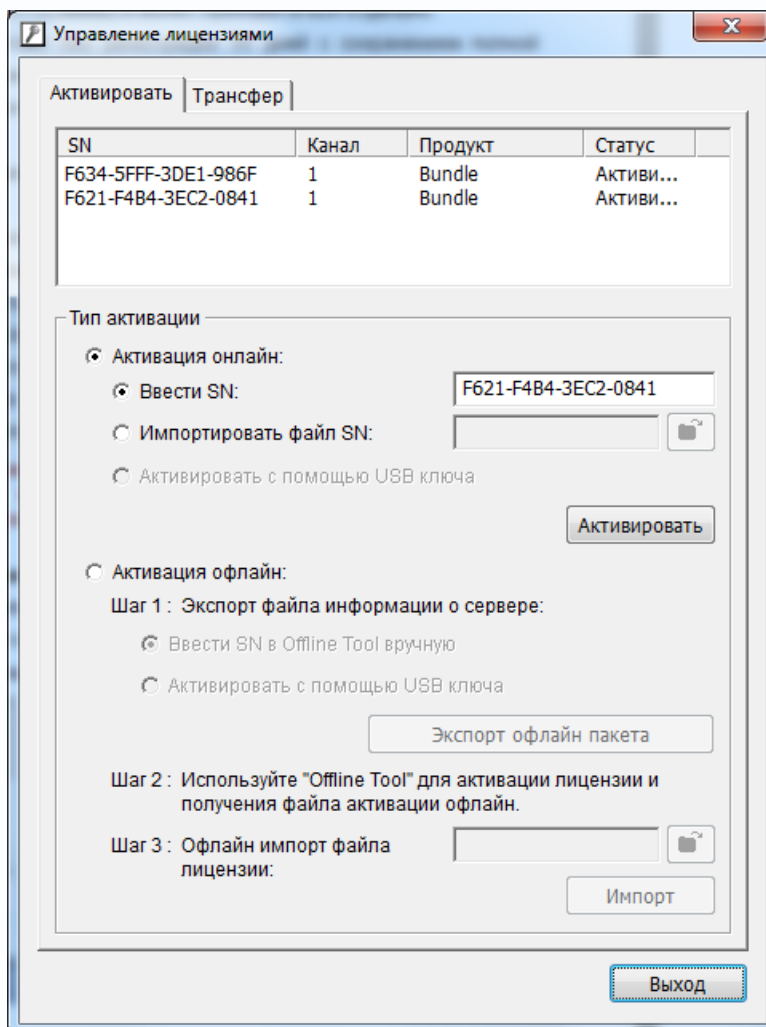 Управление лицензиями
Активировать Трансфер
SN Канал Продукт Статус
F634-5FFF-3DE1-986F 1 Bundle Активи...
F621-F4B4-3EC2-0841 1 Bundle Активи...
Тип активации
Активация онлайн:
Ввести SN: F621-F4B4-3EC2-0841
Импортировать файл SN:
Активировать с помощью USB ключа
Активировать
Активация офлайн:
Шаг 1 : Экспорт файла информации о сервере:
Ввести SN в Offline Tool вручную
Активировать с помощью USB ключа
Экспорт офлайн пакета
Шаг 2 : Используйте "Offline Tool" для активации лицензии и
получения файла активации офлайн.
Шаг 3 : Офлайн импорт файла
лицензии:
Импорт
Выход